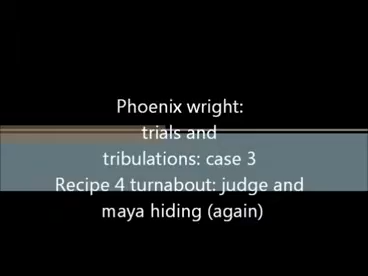 Phoenix wright:
trials and
tribulations: case 3
Recipe 4 turnabout: judge and
maya hiding (again)